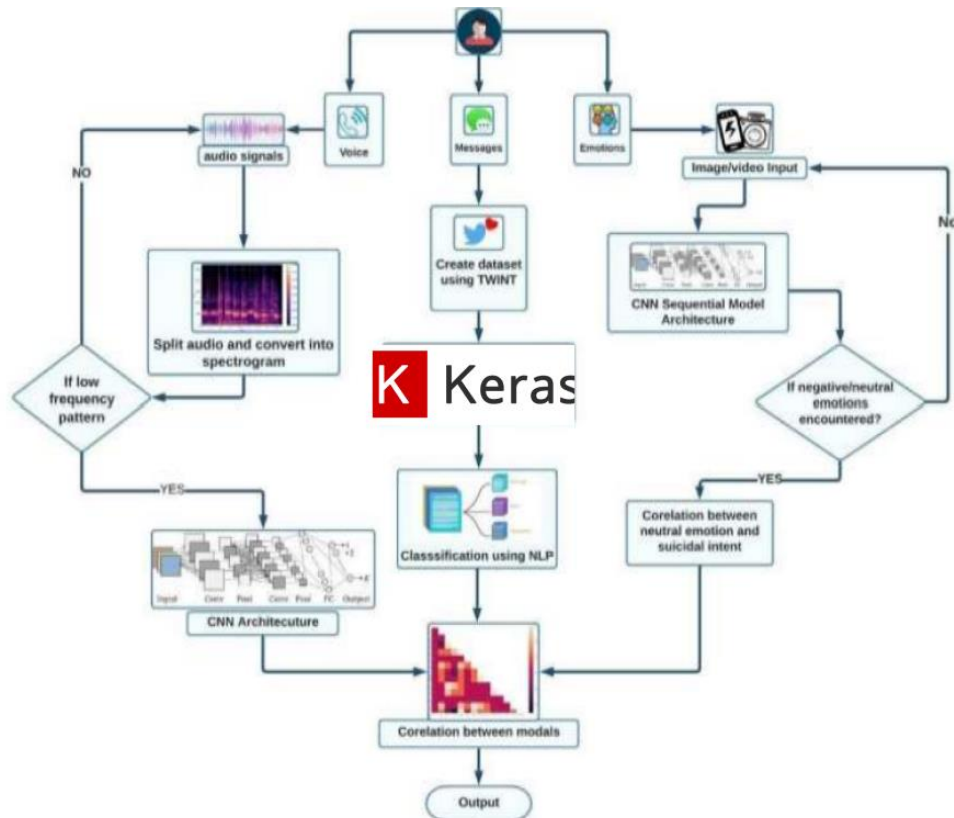 Voice
Messages
Emotions
audio signals
Image/video Input
NO
No
Create dataset
using TWINT
CNN Sequential Model
Architecture
Split audio and convert into
spectrogram
K Keras
If low
frequency
pattern
If negative/neutral
emotions
encountered?
YES
YES
Corelation between
neutral emotion and
suicidal intent
Classsification using NLP
Input Conv Pool Conv Pool FC Output
CNN Architecuture
Corelation between modals
Output